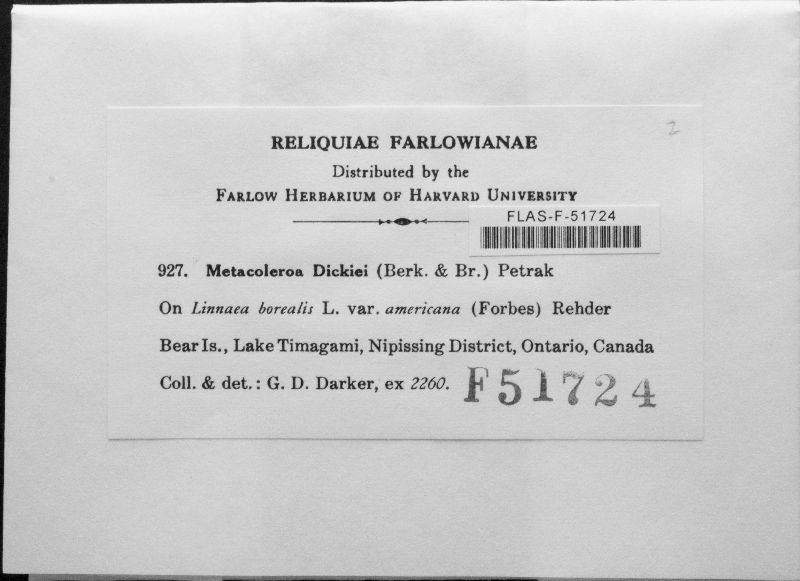 2
RELIQUIAE FARLOWIANAE
Distributed by the
FARLOW HERBARIUM OF HARVARD UNIVERSITY
FLAS-F-51724
927. Metacoleroa Dickiei (Berk. & Br.) Petrak
On Linnaea borealis L. var. americana (Forbes) Rehder
Bear Is., Lake Timagami, Nipissing District, Ontario, Canada
Coll. & det.: G. D. Darker, ex 2260.
F51724